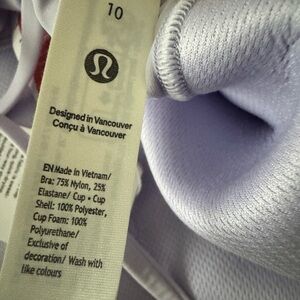 10
Designed in Vancouver
Conçu à Vancouver
EN Made in Vietnam/
Bra: 75% Nylon, 25%
Elastane/ Cup • Cup
Shell: 100% Polyester,
Cup Foam: 100%
Polyurethane/
Exclusive of
decoration/ Wash with
like colours